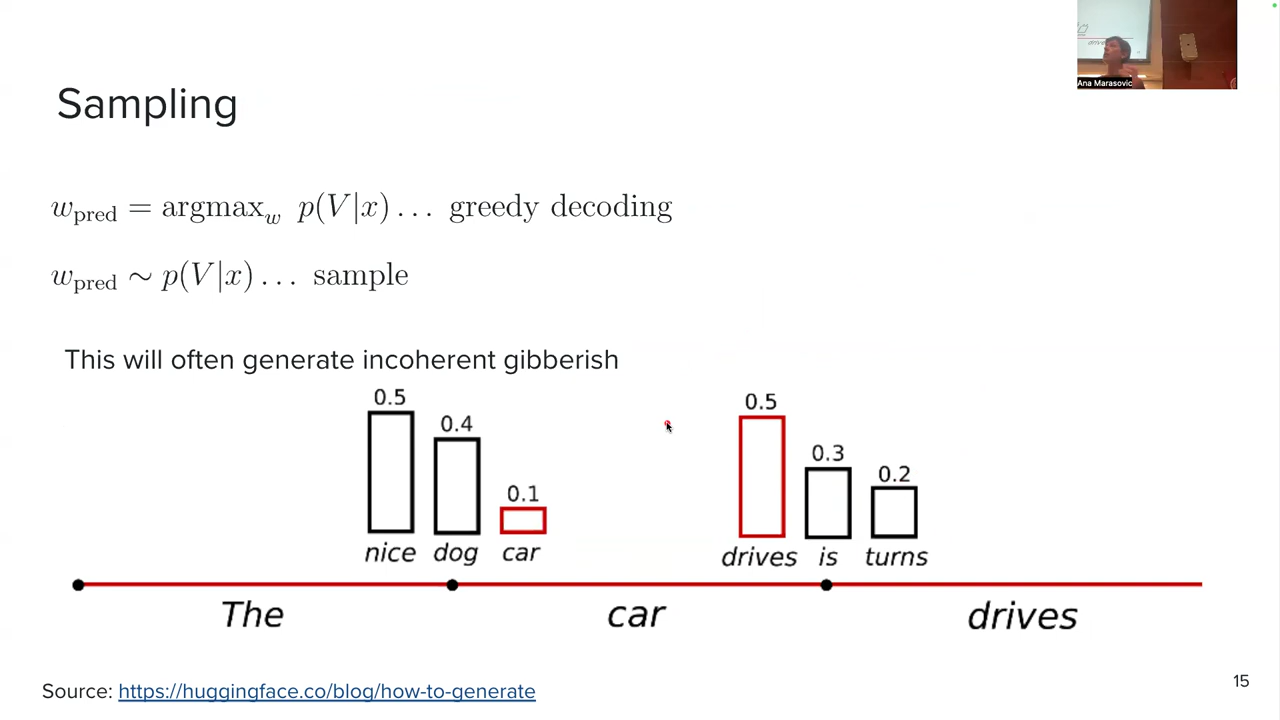 Ana Marasovic
Sampling
w_pred = argmax_w p(V|x) … greedy decoding
w_pred ∼ p(V|x) … sample
This will often generate incoherent gibberish
0.5 0.4 0.1 0.5 0.3 0.2
nice dog car drives is turns
The car drives
Source: https://huggingface.co/blog/how-to-generate
15